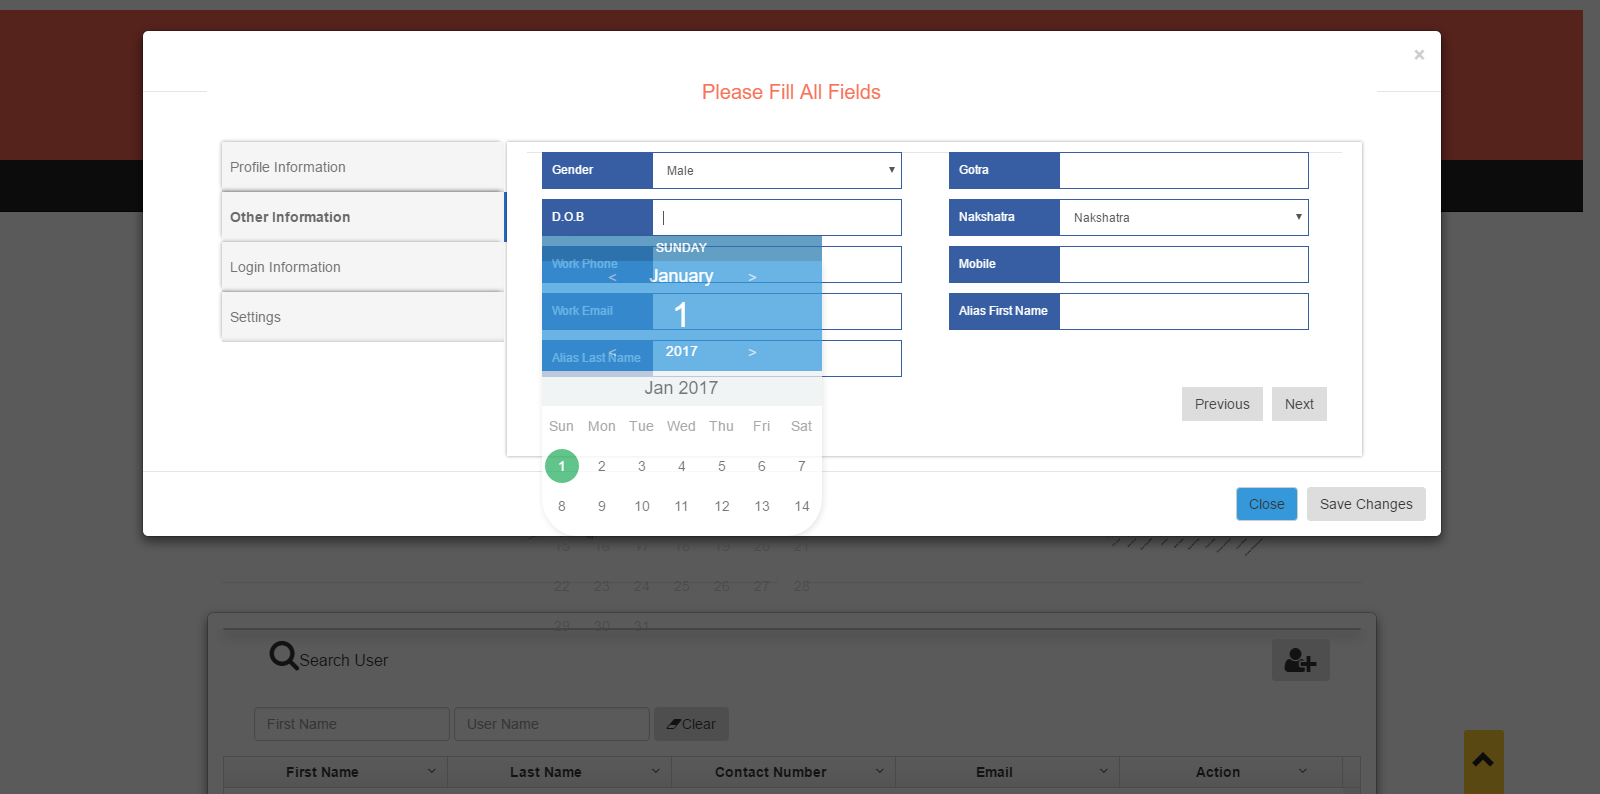 ×
Please Fill All Fields
Profile Information
Other Information
Login Information
Settings
Gender Male
Gotra
D.O.B
Nakshatra Nakshatra
Work Phone
Mobile
Work Email
Alias First Name
Alias Last Name
SUNDAY
< January >
1
< 2017 >
Jan 2017
Sun Mon Tue Wed Thu Fri Sat
1 2 3 4 5 6 7
8 9 10 11 12 13 14
15 16 17 18 19 20 21
22 23 24 25 26 27 28
29 30 31
Previous Next
Close Save Changes
Search User
First Name User Name Clear
First Name Last Name Contact Number Email Action